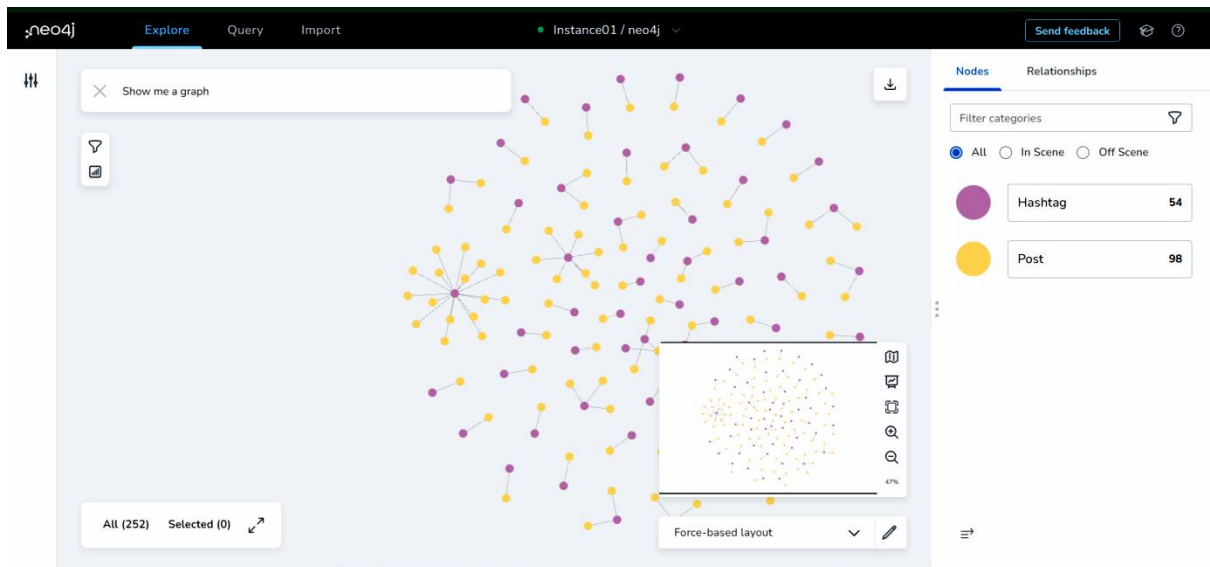 neo4j Explore Query Import Instance01 / neo4j Send feedback
Show me a graph
Nodes Relationships
Filter categories
All In Scene Off Scene
Hashtag 54
Post 98
47%
All (252) Selected (0)
Force-based layout